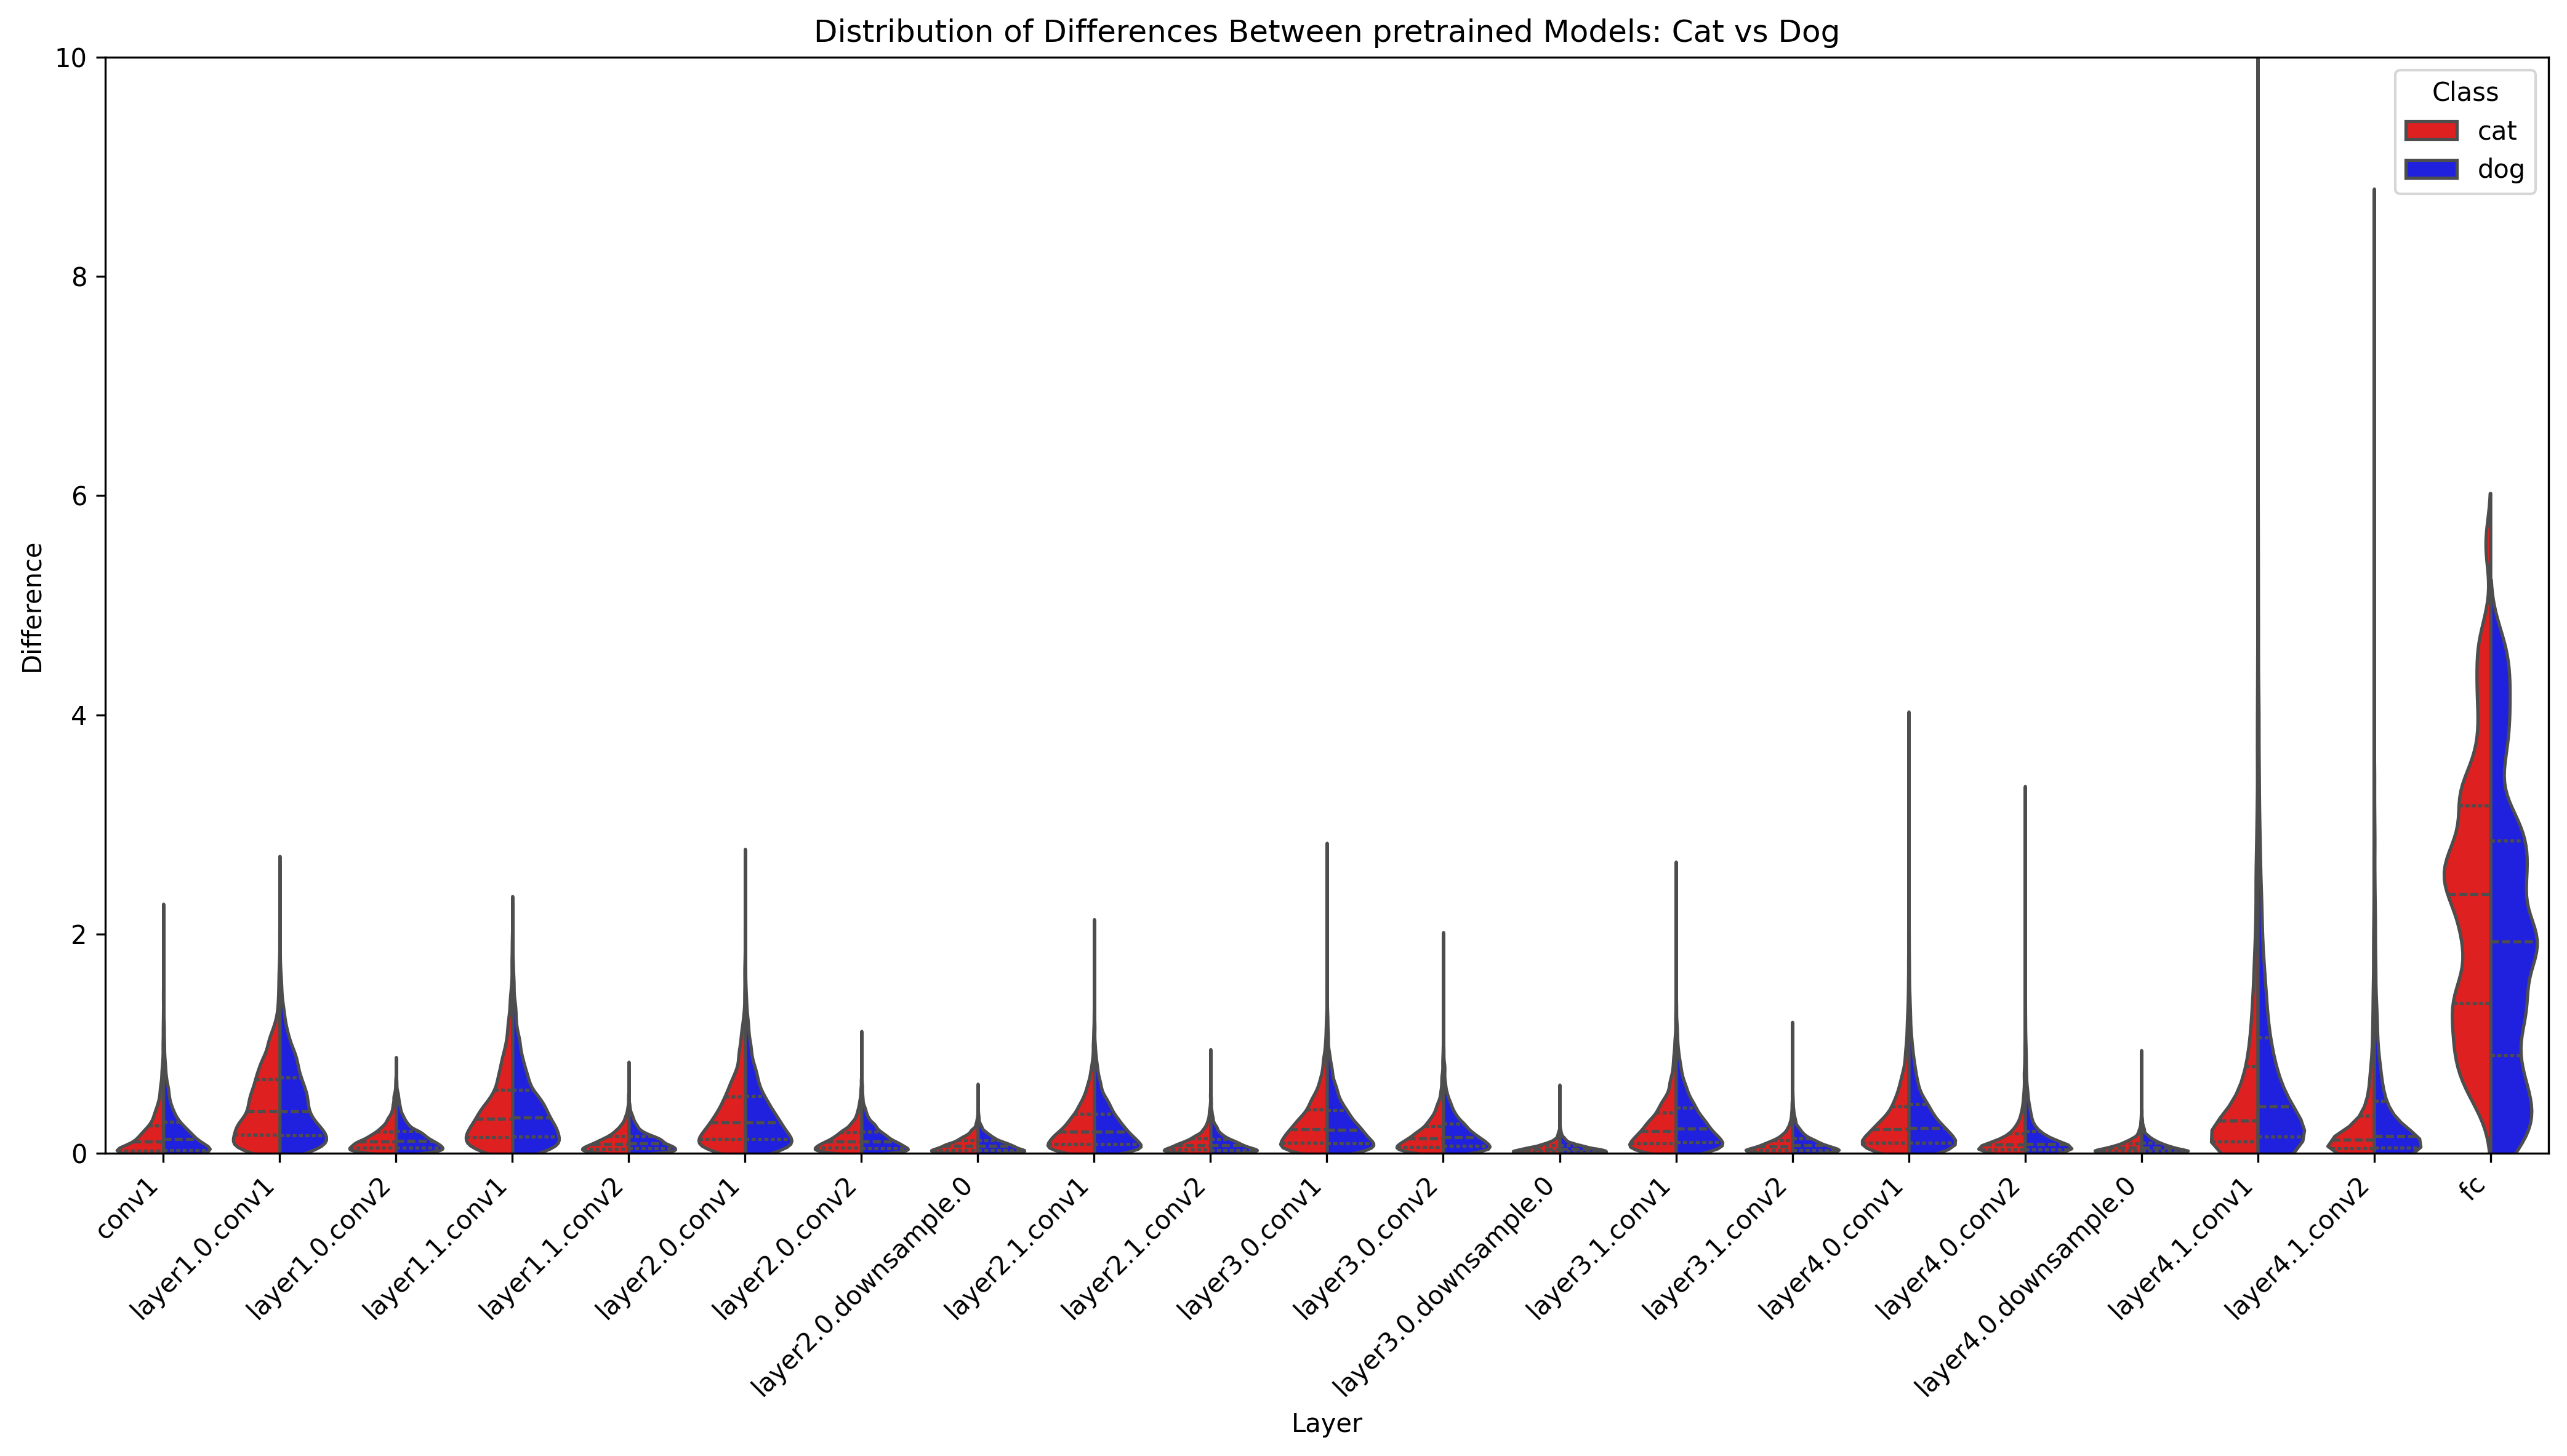 Distribution of Differences Between pretrained Models: Cat vs Dog
10
8
6
4
2
0
Difference
Class
cat
dog
conv1
layer1.0.conv1
layer1.0.conv2
layer1.1.conv1
layer1.1.conv2
layer2.0.conv1
layer2.0.conv2
layer2.0.downsample.0
layer2.1.conv1
layer2.1.conv2
layer3.0.conv1
layer3.0.conv2
layer3.0.downsample.0
layer3.1.conv1
layer3.1.conv2
layer4.0.conv1
layer4.0.conv2
layer4.0.downsample.0
layer4.1.conv1
layer4.1.conv2
fc
Layer